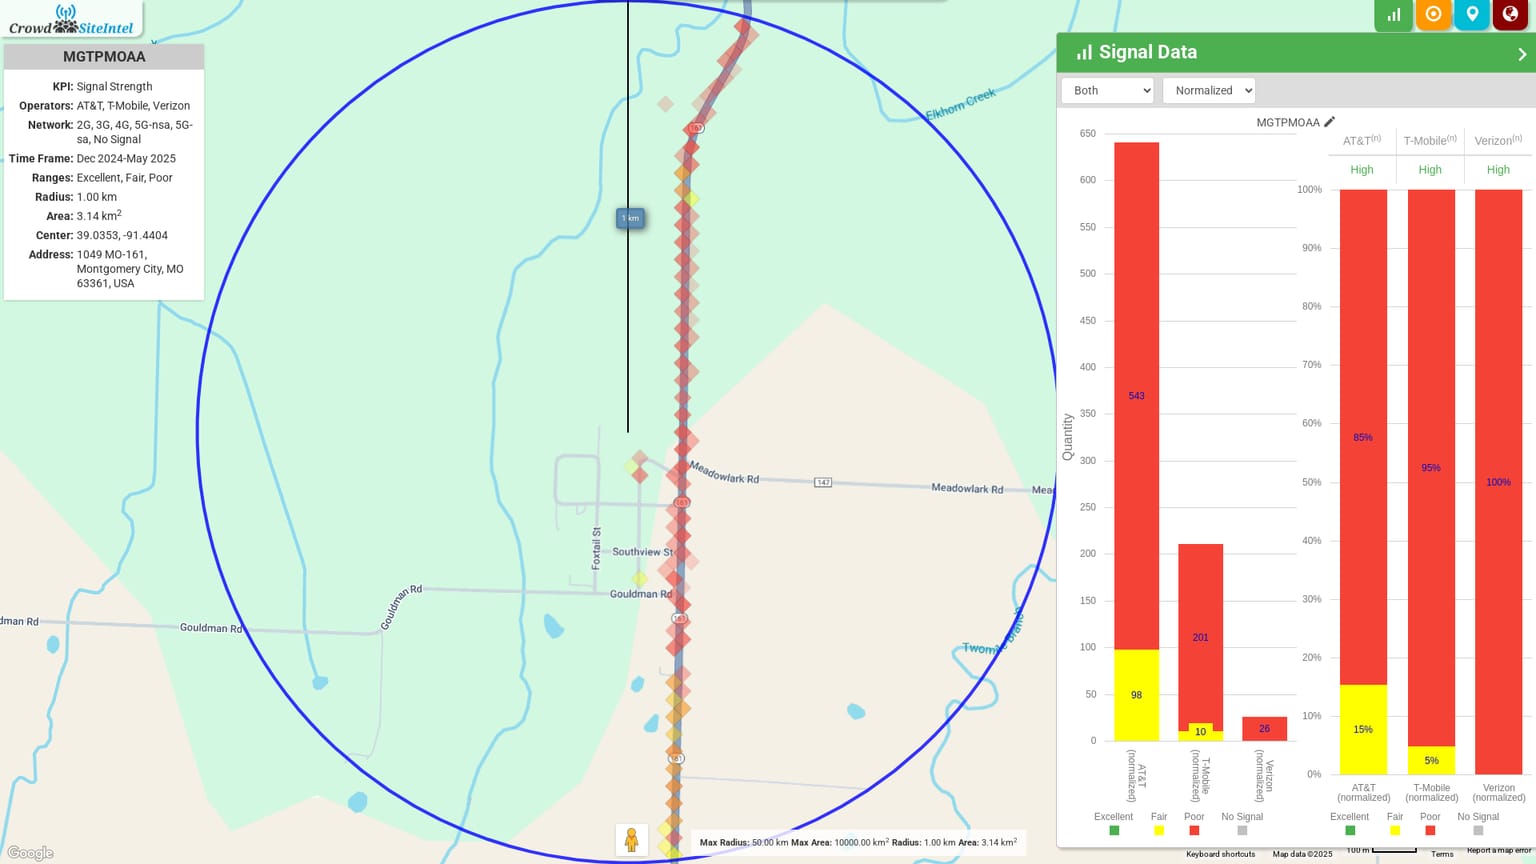 Crowd SiteIntel
MGTPMOAA
KPI: Signal Strength
Operators: AT&T, T-Mobile, Verizon
Network: 2G, 3G, 4G, 5G-nsa, 5G-
sa, No Signal
Time Frame: Dec 2024-May 2025
Ranges: Excellent, Fair, Poor
Radius: 1.00 km
Area: 3.14 km2
Center: 39.0353, -91.4404
Address: 1049 MO-161,
Montgomery City, MO
63361, USA
Elkhorn Creek
161
1 km
Meadowlark Rd
147
Meadowlark Rd
Mea
161
Foxtail St
Southview St
Gouldman Rd
Gouldman Rd
161
dman Rd
Gouldman Rd
Twomile Branch
161
Google
Max Radius: 50.00 km Max Area: 10000.00 km2 Radius: 1.00 km Area: 3.14 km2
Signal Data
Both
Normalized
MGTPMOAA
650
600
550
500
450
400
350
300
250
200
150
100
50
0
Quantity
543
98
201
10
26
AT&T
(normalized)
T-Mobile
(normalized)
Verizon
(normalized)
Excellent Fair Poor No Signal
AT&T(n) T-Mobile(n) Verizon(n)
High High High
100%
90%
80%
70%
60%
50%
40%
30%
20%
10%
0%
85%
15%
95%
5%
100%
AT&T
(normalized)
T-Mobile
(normalized)
Verizon
(normalized)
Excellent Fair Poor No Signal
Keyboard shortcuts
Map data ©2025
100 m
Terms
Report a map error